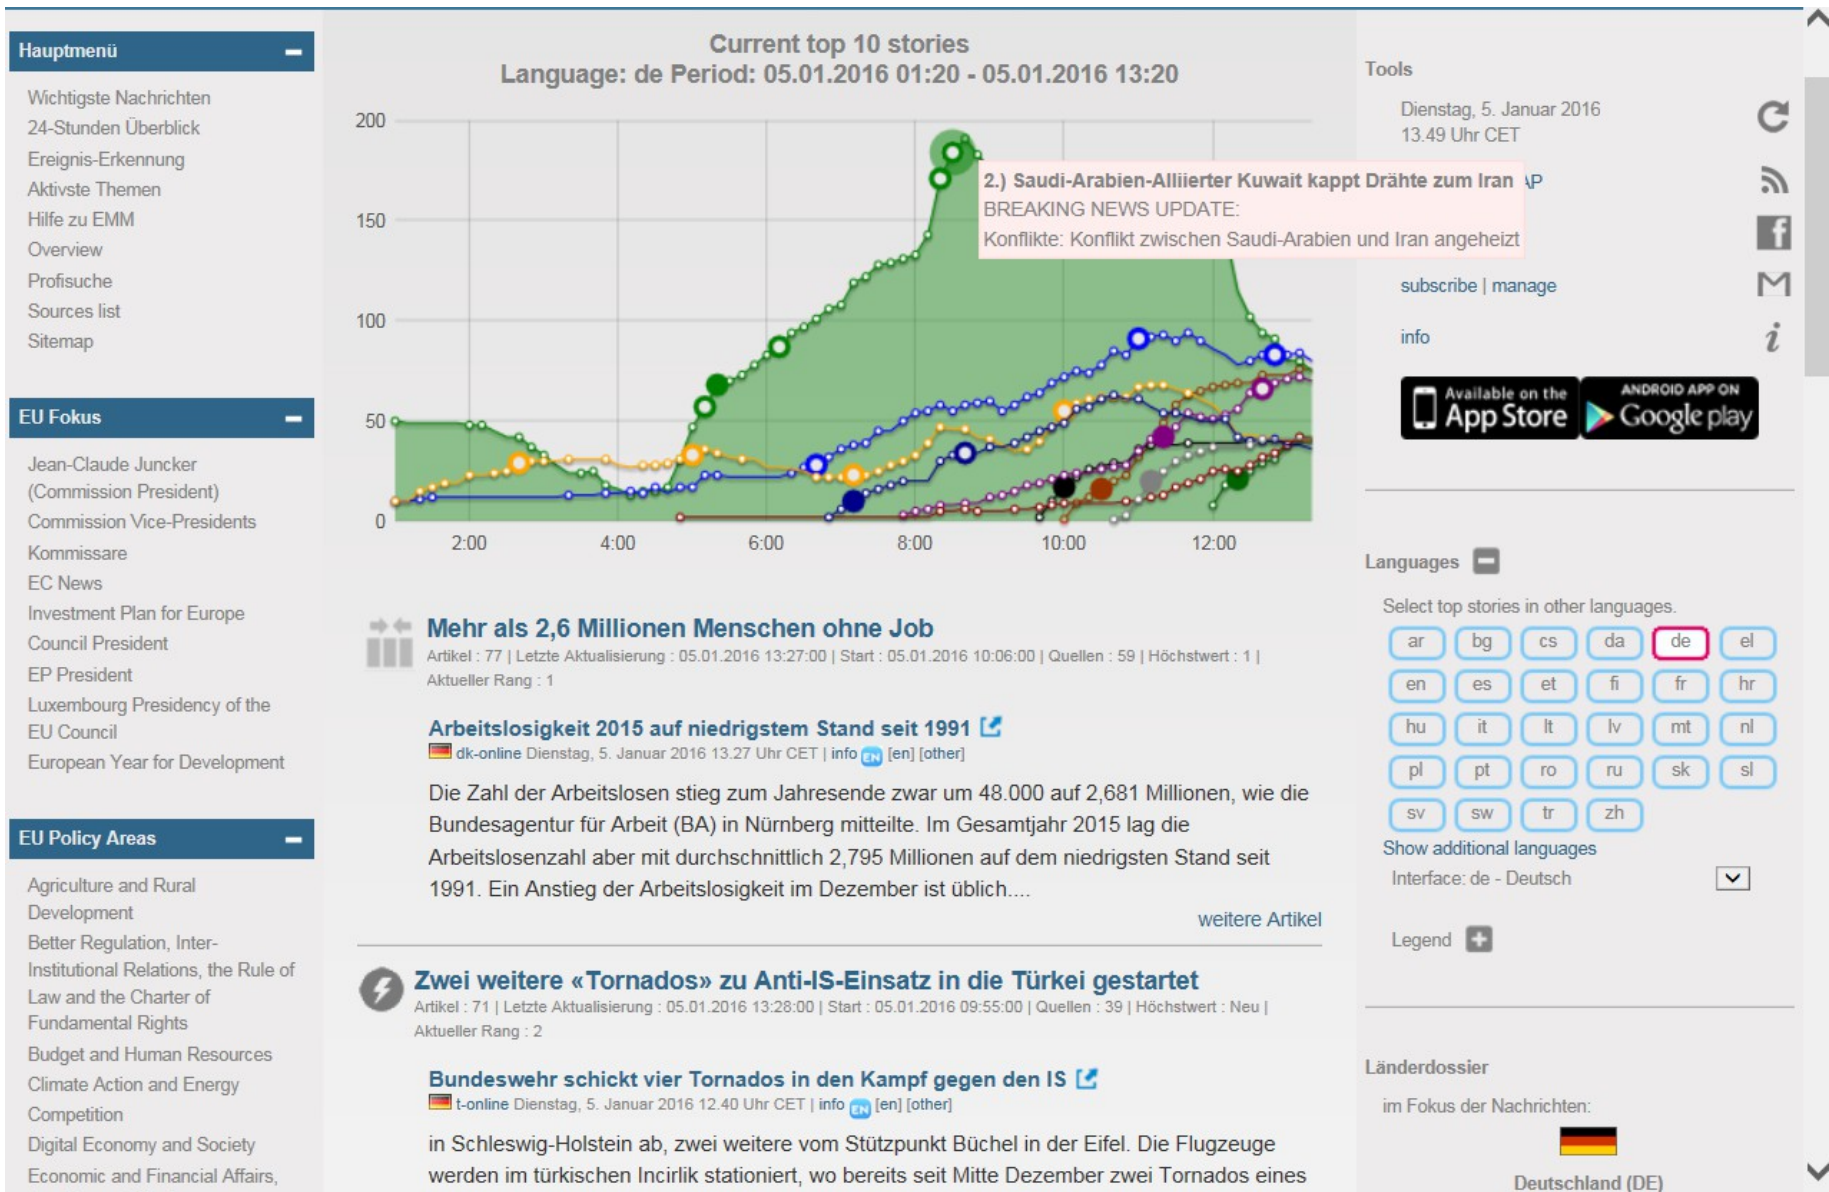 Hauptmenü
Wichtigste Nachrichten
24-Stunden Überblick
Ereignis-Erkennung
Aktivste Themen
Hilfe zu EMM
Overview
Profisuche
Sources list
Sitemap
EU Fokus
Jean-Claude Juncker
(Commission President)
Commission Vice-Presidents
Kommissare
EC News
Investment Plan for Europe
Council President
EP President
Luxembourg Presidency of the
EU Council
European Year for Development
EU Policy Areas
Agriculture and Rural
Development
Better Regulation, Inter-
Institutional Relations, the Rule of
Law and the Charter of
Fundamental Rights
Budget and Human Resources
Climate Action and Energy
Competition
Digital Economy and Society
Economic and Financial Affairs,
Current top 10 stories
Language: de Period: 05.01.2016 01:20 - 05.01.2016 13:20
200
150
100
50
0
2:00 4:00 6:00 8:00 10:00 12:00
2.) Saudi-Arabien-Alliierter Kuwait kappt Drähte zum Iran
BREAKING NEWS UPDATE:
Konflikte: Konflikt zwischen Saudi-Arabien und Iran angeheizt
Mehr als 2,6 Millionen Menschen ohne Job
Artikel : 77 | Letzte Aktualisierung : 05.01.2016 13:27:00 | Start : 05.01.2016 10:06:00 | Quellen : 59 | Höchstwert : 1 |
Aktueller Rang : 1
Arbeitslosigkeit 2015 auf niedrigstem Stand seit 1991
dk-online Dienstag, 5. Januar 2016 13.27 Uhr CET | info EN [en] [other]
Die Zahl der Arbeitslosen stieg zum Jahresende zwar um 48.000 auf 2,681 Millionen, wie die
Bundesagentur für Arbeit (BA) in Nürnberg mitteilte. Im Gesamtjahr 2015 lag die
Arbeitslosenzahl aber mit durchschnittlich 2,795 Millionen auf dem niedrigsten Stand seit
1991. Ein Anstieg der Arbeitslosigkeit im Dezember ist üblich....
weitere Artikel
Zwei weitere «Tornados» zu Anti-IS-Einsatz in die Türkei gestartet
Artikel : 71 | Letzte Aktualisierung : 05.01.2016 13:28:00 | Start : 05.01.2016 09:55:00 | Quellen : 39 | Höchstwert : Neu |
Aktueller Rang : 2
Bundeswehr schickt vier Tornados in den Kampf gegen den IS
t-online Dienstag, 5. Januar 2016 12.40 Uhr CET | info EN [en] [other]
in Schleswig-Holstein ab, zwei weitere vom Stützpunkt Büchel in der Eifel. Die Flugzeuge
werden im türkischen Incirlik stationiert, wo bereits seit Mitte Dezember zwei Tornados eines
Tools
Dienstag, 5. Januar 2016
13.49 Uhr CET
AP
subscribe | manage
info
Available on the
App Store
ANDROID APP ON
Google play
Languages
Select top stories in other languages.
ar bg cs da de el
en es et fi fr hr
hu it lt lv mt nl
pl pt ro ru sk sl
sv sw tr zh
Show additional languages
Interface: de - Deutsch
Legend
Länderdossier
im Fokus der Nachrichten:
Deutschland (DE)